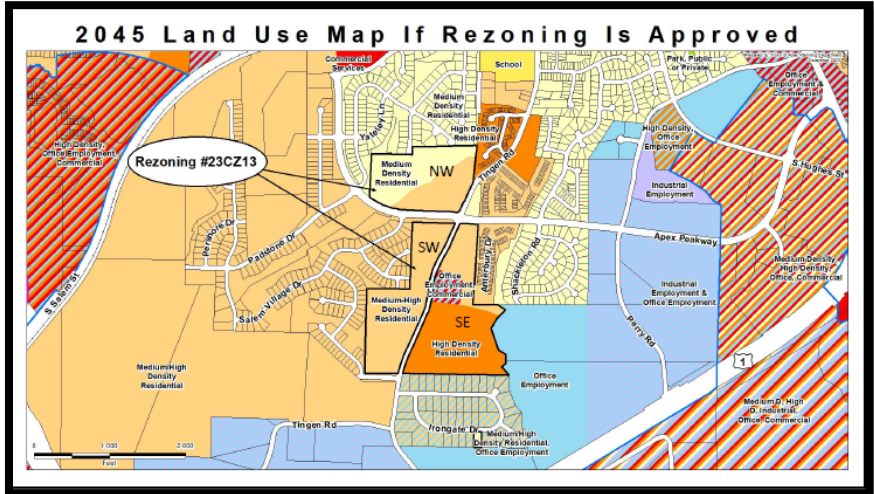 2045 Land Use Map If Rezoning Is Approved
Commercial
Services
School
Park, Public
or Private
Office
Employment &
Commercial
Yateley Ln
Medium
Density
Residential
High Density
Residential
High Density,
Office Employment,
Commercial
High Density,
Office
Employment
Rezoning #23CZ13
Medium
Density
Residential
NW
Tingen Rd
S Hughes St
Industrial
Employment
Perimore Dr
Padstone Dr
SW
Amterbury Dr
Shackleton Rd
Apex Peakway
Office
Employment,
Commercial
Medium Density,
High Density,
Office, Commercial
S Salem St
Salem Village Dr
Medium-High
Density
Residential
Industrial
Employment &
Office Employment
SE
High Density
Residential
Perry Rd
1
Medium/High
Density
Residential
Office
Employment
Medium D, High
D, Industrial,
Office, Commercial
Tingen Rd
Irongate Dr
Medium/High
Density Residential,
Office Employment
0 1,000 2,000
Feet